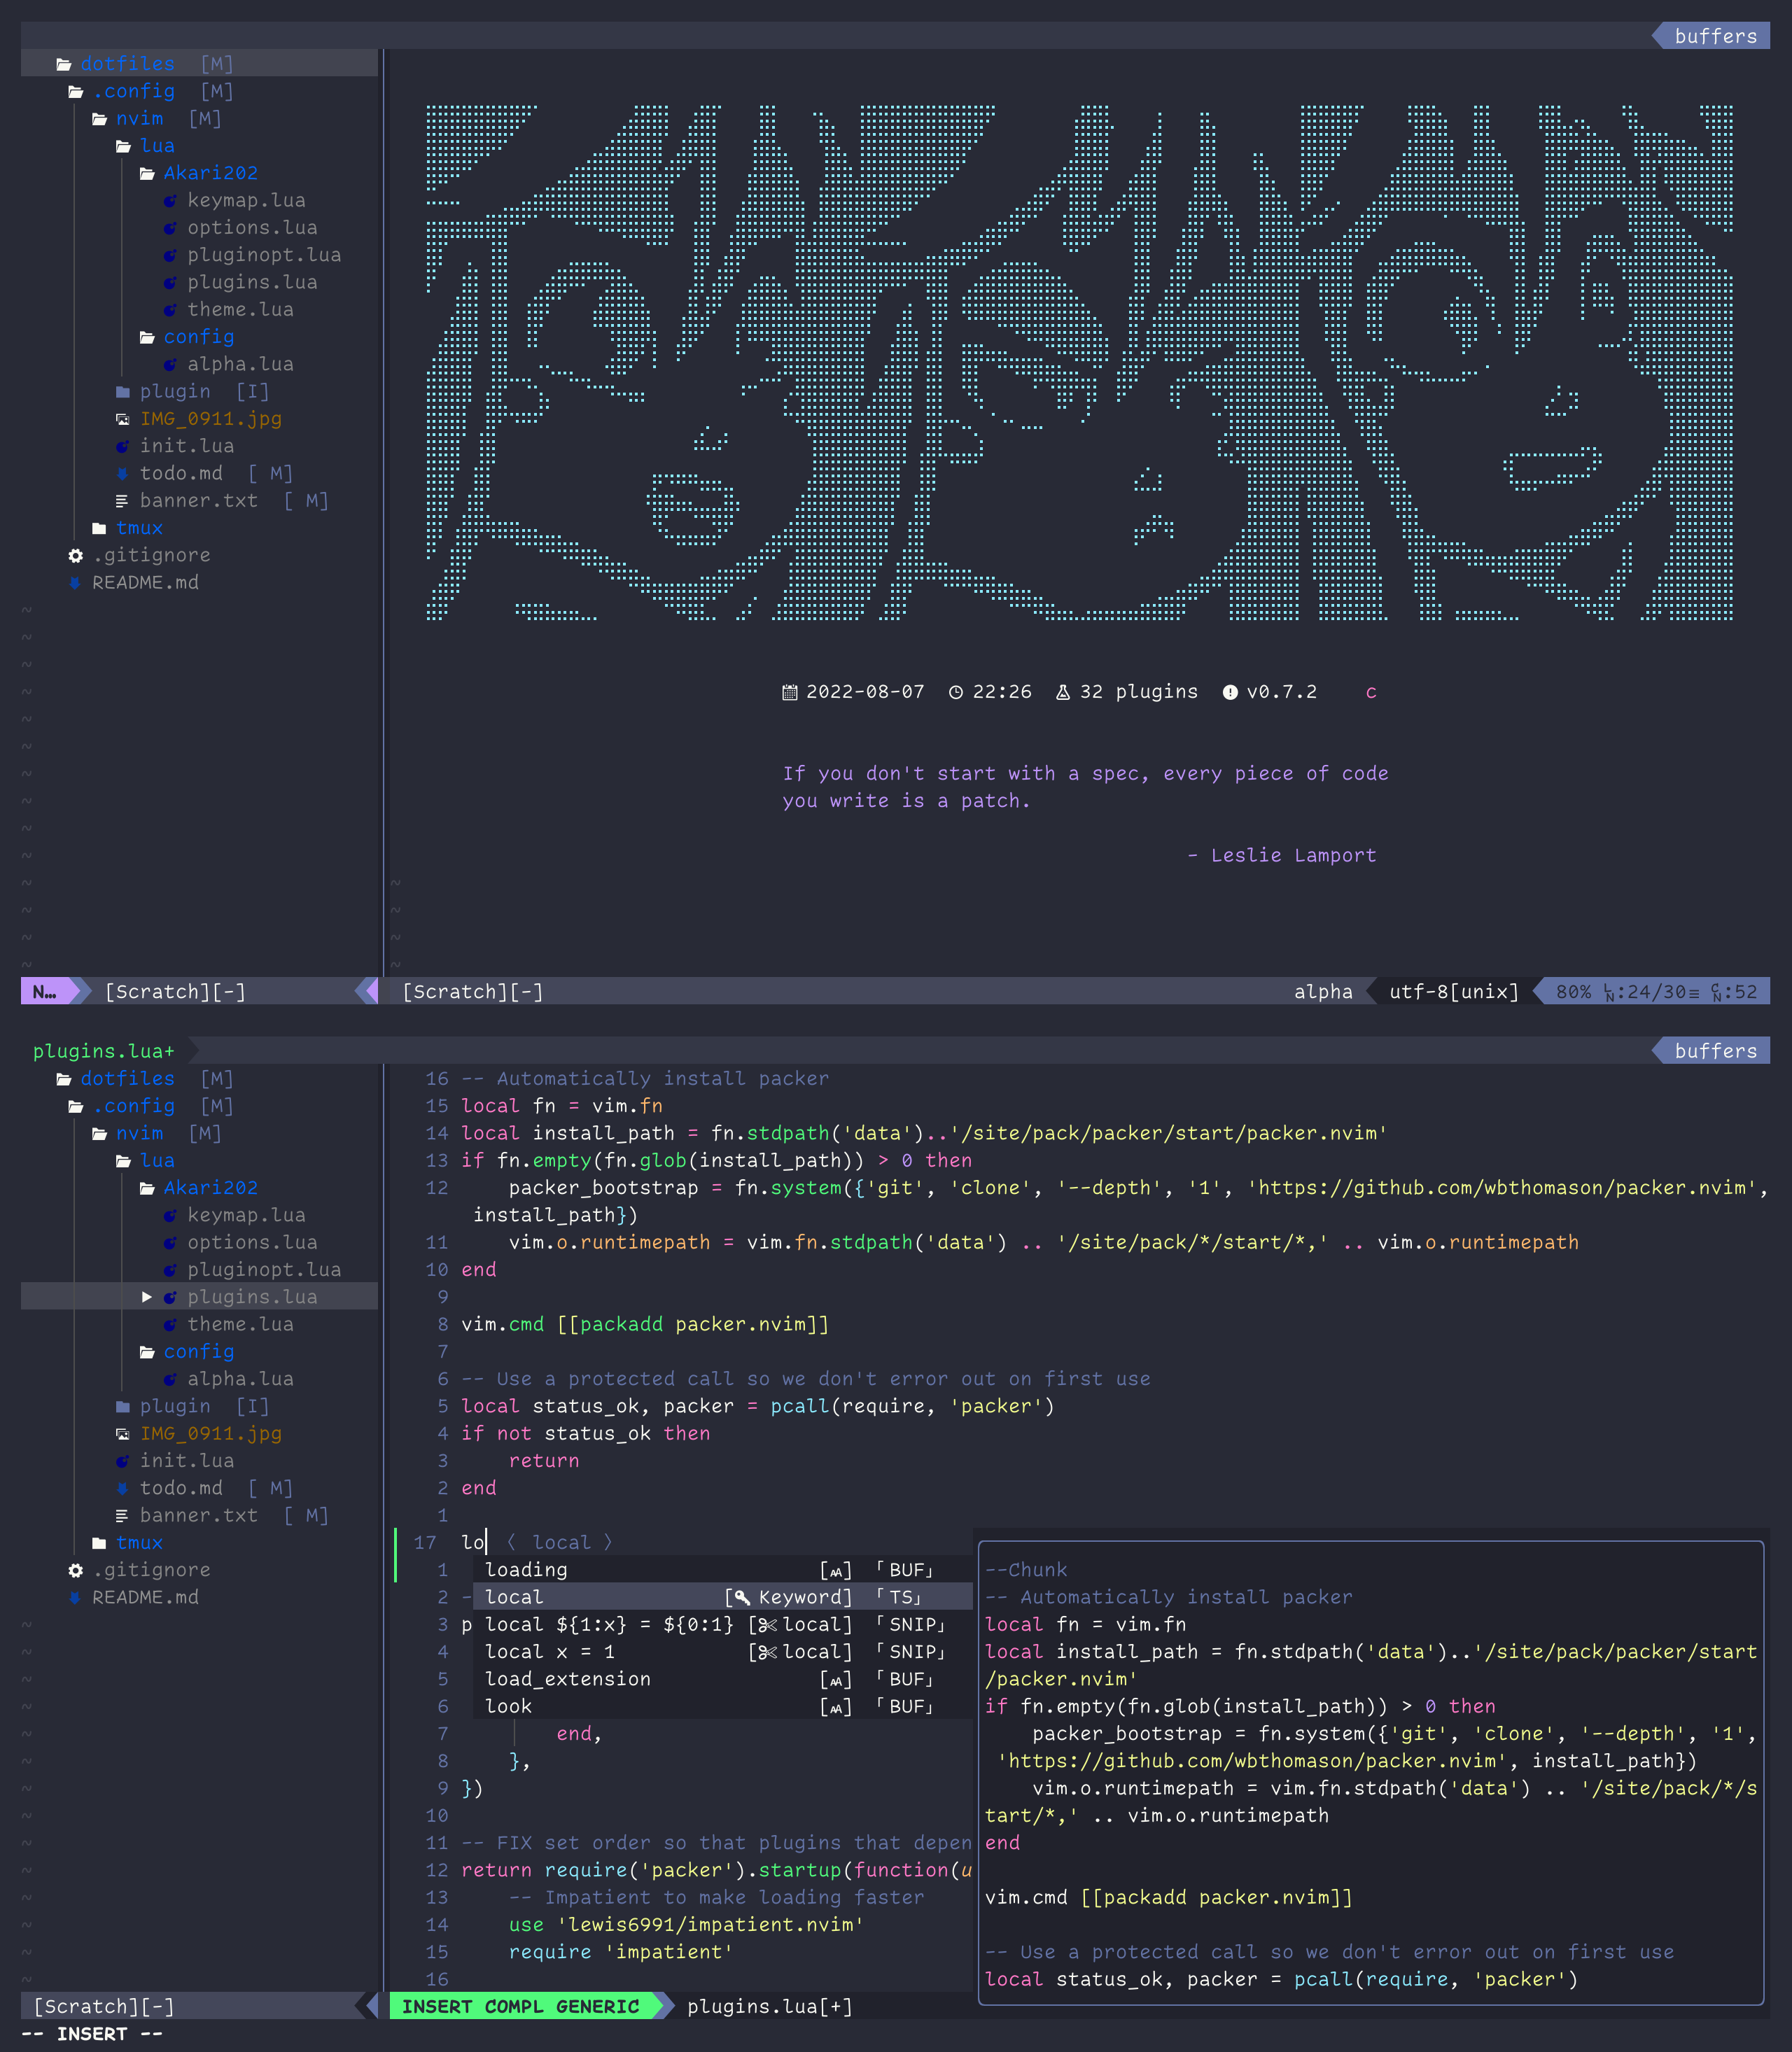 buffers
dotfiles [M]
.config [M]
nvim [M]
lua
Akari202
keymap.lua
options.lua
pluginopt.lua
plugins.lua
theme.lua
config
alpha.lua
plugin [I]
IMG_0911.jpg
init.lua
todo.md [ M]
banner.txt [ M]
tmux
.gitignore
README.md
2022-08-07 22:26 32 plugins v0.7.2 c
If you don't start with a spec, every piece of code
you write is a patch.
- Leslie Lamport
N… [Scratch][-]
[Scratch][-] alpha utf-8[unix] 80% LN:24/30≡ CN:52
plugins.lua+ buffers
dotfiles [M]
.config [M]
nvim [M]
lua
Akari202
keymap.lua
options.lua
pluginopt.lua
plugins.lua
theme.lua
config
alpha.lua
plugin [I]
IMG_0911.jpg
init.lua
todo.md [ M]
banner.txt [ M]
tmux
.gitignore
README.md
16 -- Automatically install packer
15 local fn = vim.fn
14 local install_path = fn.stdpath('data')..'/site/pack/packer/start/packer.nvim'
13 if fn.empty(fn.glob(install_path)) > 0 then
12 packer_bootstrap = fn.system({'git', 'clone', '--depth', '1', 'https://github.com/wbthomason/packer.nvim',
install_path})
11 vim.o.runtimepath = vim.fn.stdpath('data') .. '/site/pack/*/start/*,' .. vim.o.runtimepath
10 end
9
8 vim.cmd [[packadd packer.nvim]]
7
6 -- Use a protected call so we don't error out on first use
5 local status_ok, packer = pcall(require, 'packer')
4 if not status_ok then
3 return
2 end
1
17 lo 〈 local 〉
1 loading [AA] 「BUF」
2 - local [Keyword] 「TS」
3 p local ${1:x} = ${0:1} [local] 「SNIP」
4 local x = 1 [local] 「SNIP」
5 load_extension [AA] 「BUF」
6 look [AA] 「BUF」
7 end,
8 },
9 })
10
11 -- FIX set order so that plugins that depen
12 return require('packer').startup(function(u
13 -- Impatient to make loading faster
14 use 'lewis6991/impatient.nvim'
15 require 'impatient'
16
--Chunk
-- Automatically install packer
local fn = vim.fn
local install_path = fn.stdpath('data')..'/site/pack/packer/start
/packer.nvim'
if fn.empty(fn.glob(install_path)) > 0 then
packer_bootstrap = fn.system({'git', 'clone', '--depth', '1',
'https://github.com/wbthomason/packer.nvim', install_path})
vim.o.runtimepath = vim.fn.stdpath('data') .. '/site/pack/*/s
tart/*,' .. vim.o.runtimepath
end
vim.cmd [[packadd packer.nvim]]
-- Use a protected call so we don't error out on first use
local status_ok, packer = pcall(require, 'packer')
[Scratch][-] INSERT COMPL GENERIC plugins.lua[+]
-- INSERT --